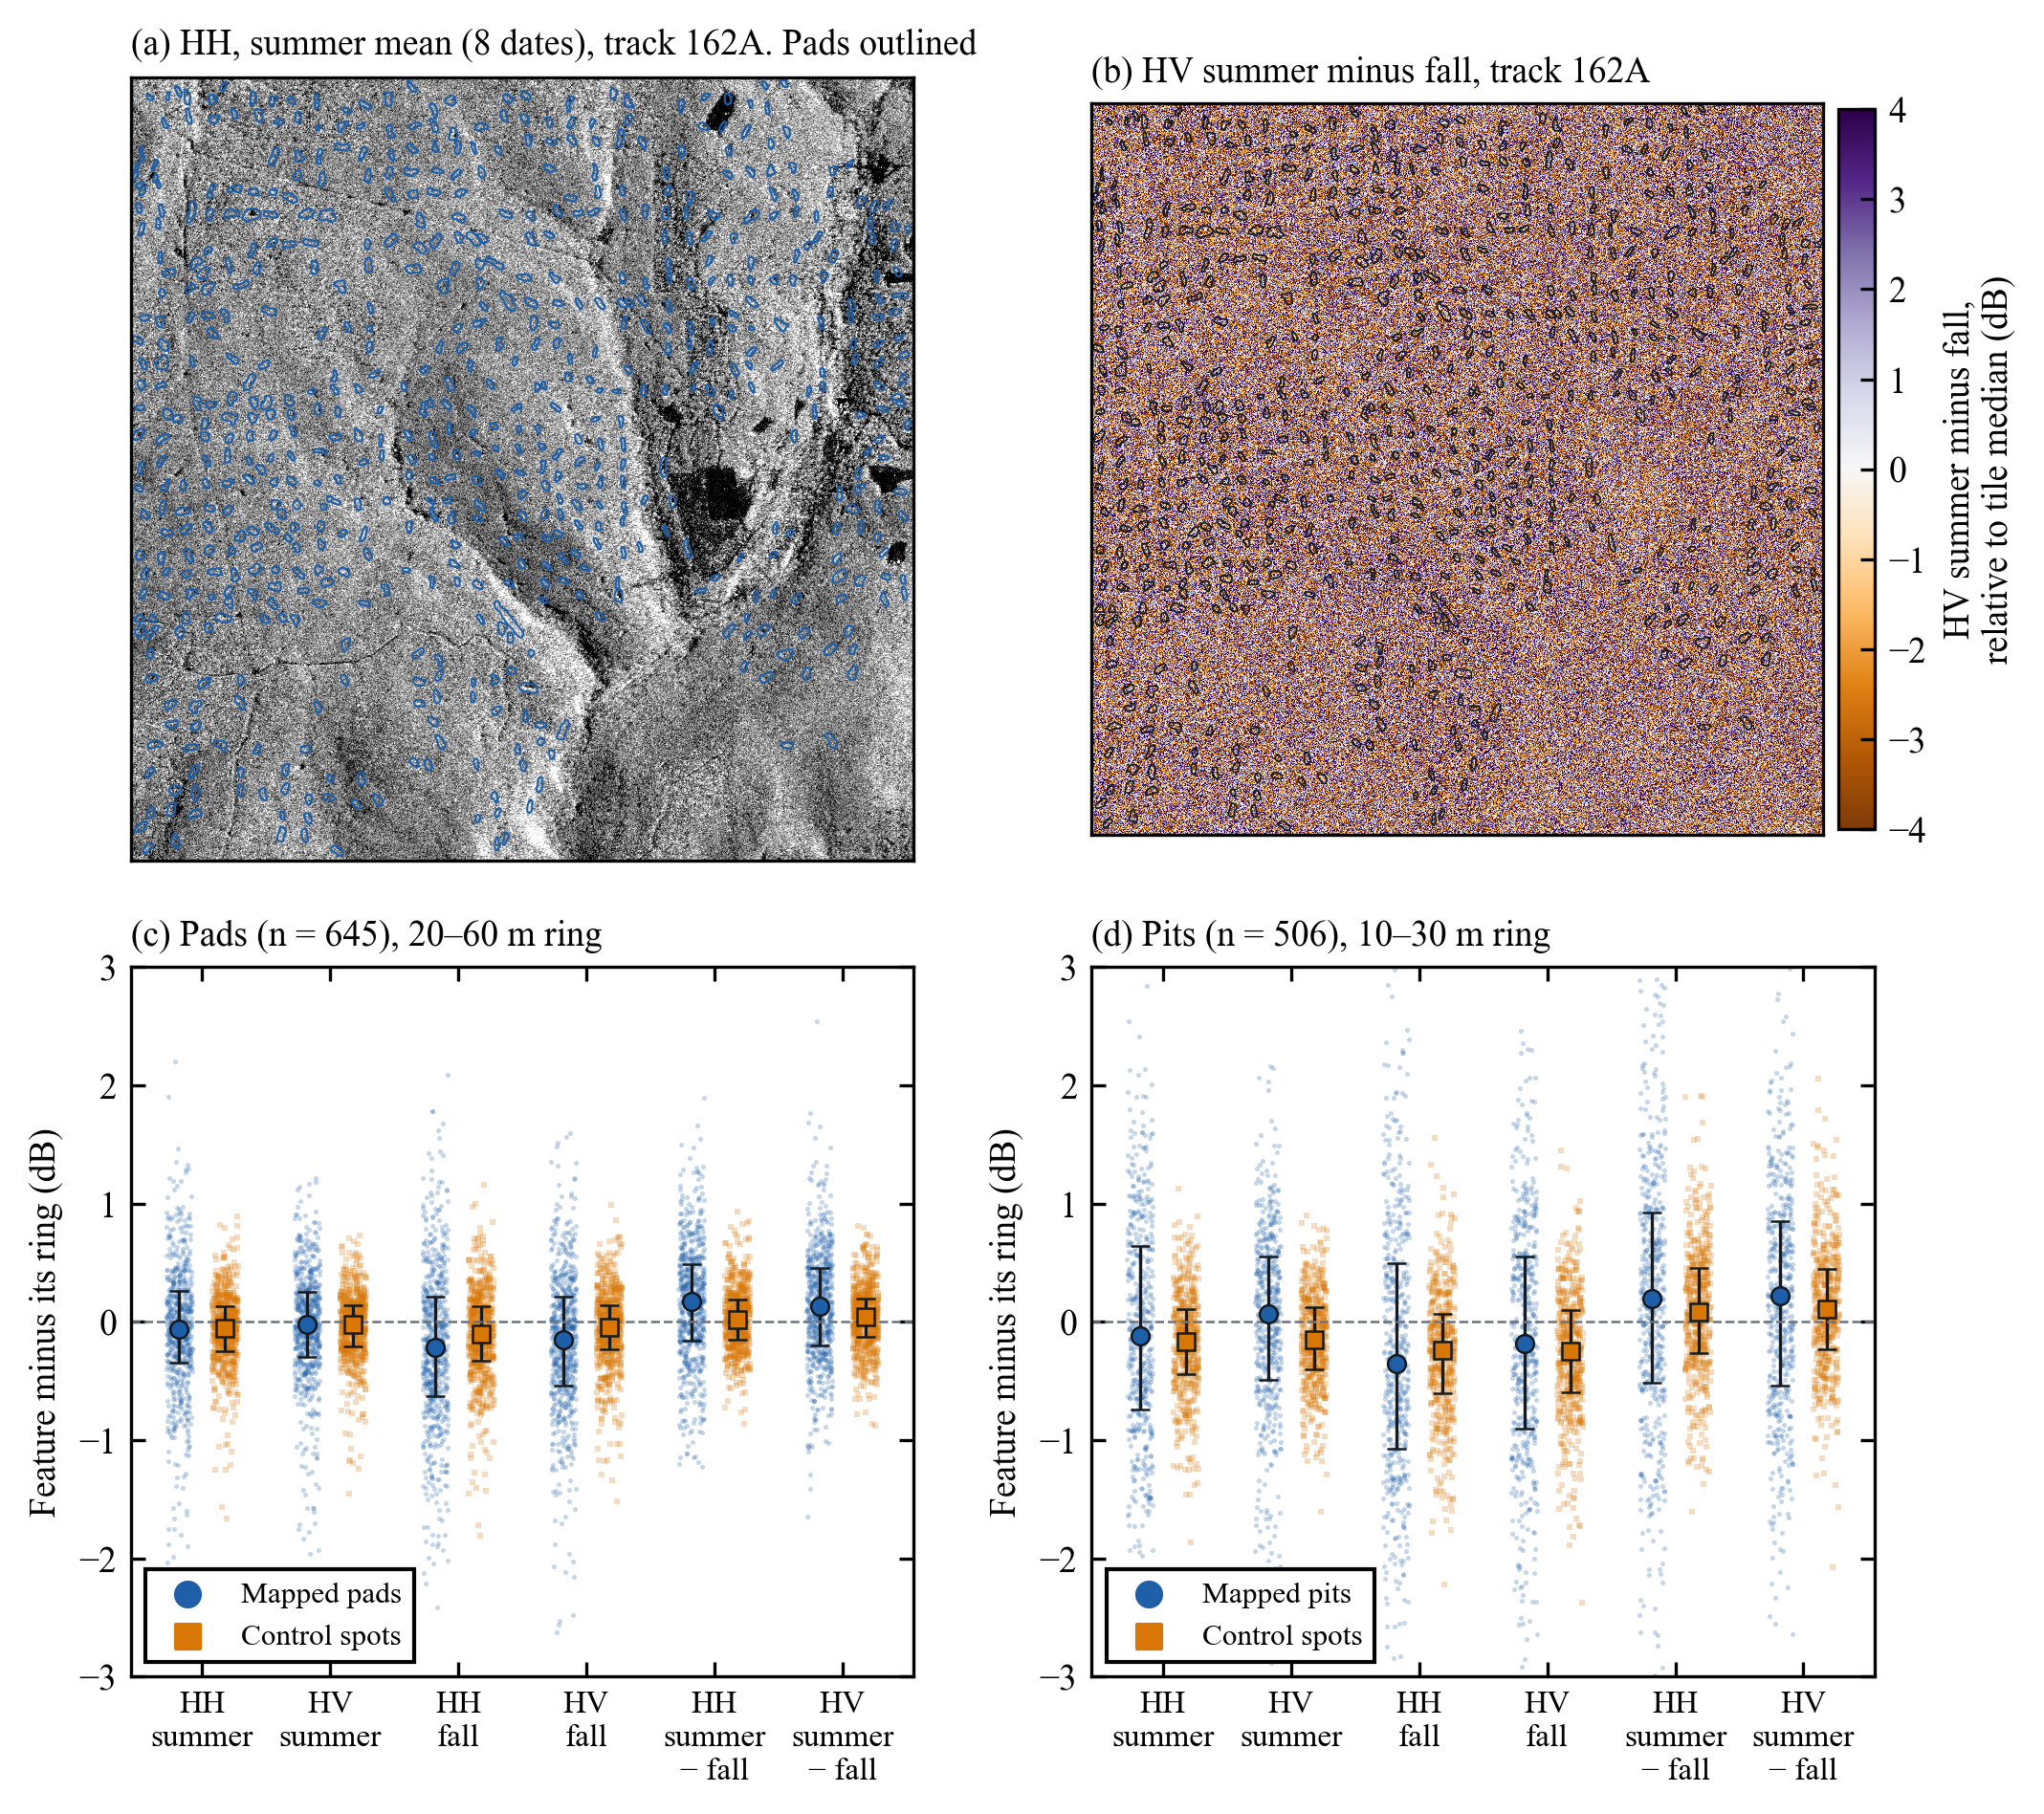 (a) HH, summer mean (8 dates), track 162A. Pads outlined
(b) HV summer minus fall, track 162A
4
3
2
1
0
−1
−2
−3
−4
HV summer minus fall,
relative to tile median (dB)
(c) Pads (n = 645), 20–60 m ring
3
2
1
0
−1
−2
−3
Feature minus its ring (dB)
Mapped pads
Control spots
HH
summer
HV
summer
HH
fall
HV
fall
HH
summer
− fall
HV
summer
− fall
(d) Pits (n = 506), 10–30 m ring
3
2
1
0
−1
−2
−3
Feature minus its ring (dB)
Mapped pits
Control spots
HH
summer
HV
summer
HH
fall
HV
fall
HH
summer
− fall
HV
summer
− fall